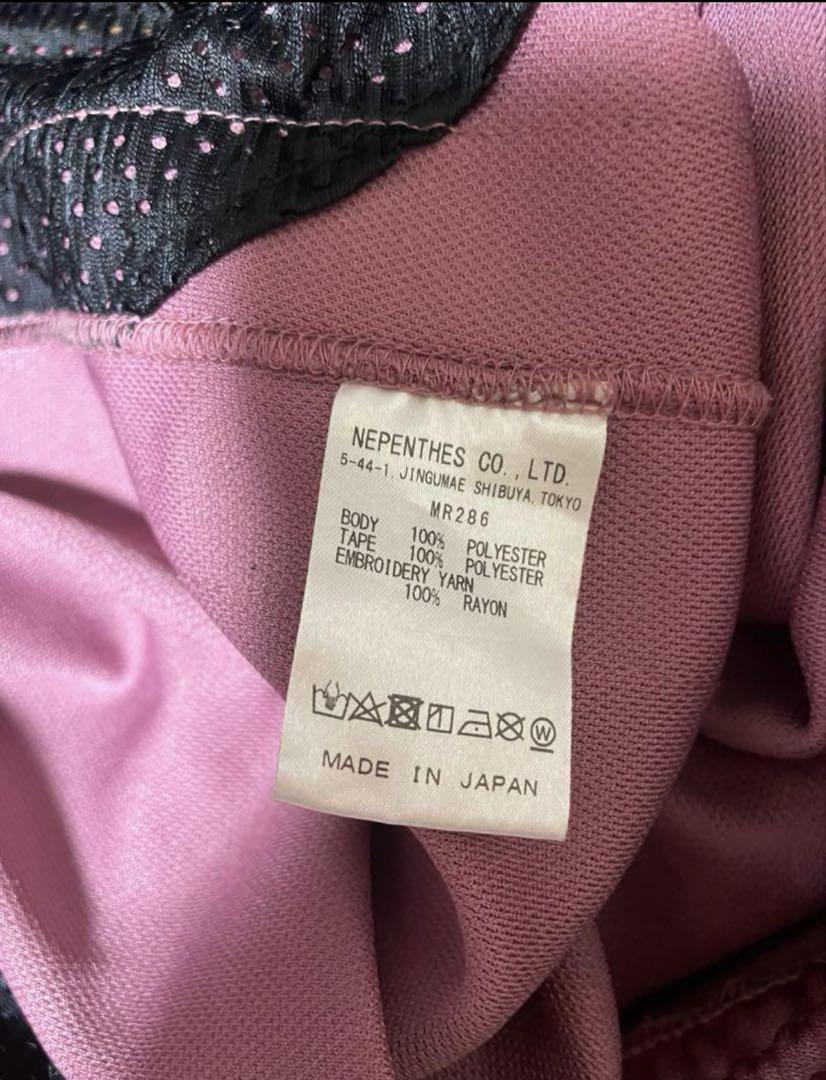 NEPENTHES CO., LTD.
5-44-1, JINGUMAE SHIBUYA, TOKYO
MR286
BODY 100% POLYESTER
TAPE 100% POLYESTER
EMBROIDERY YARN
100% RAYON
W
MADE IN JAPAN